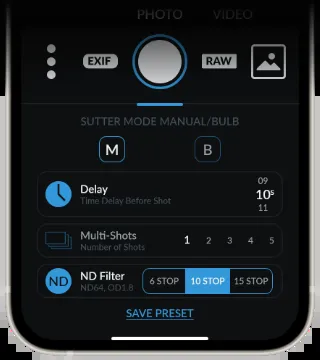 PHOTO VIDEO
EXIF RAW
SUTTER MODE MANUAL/BULB
M B
Delay
Time Delay Before Shot
09
10s
11
Multi-Shots
Number of Shots
1 2 3 4 5
ND
ND Filter
ND64, OD1.8
6 STOP 10 STOP 15 STOP
SAVE PRESET